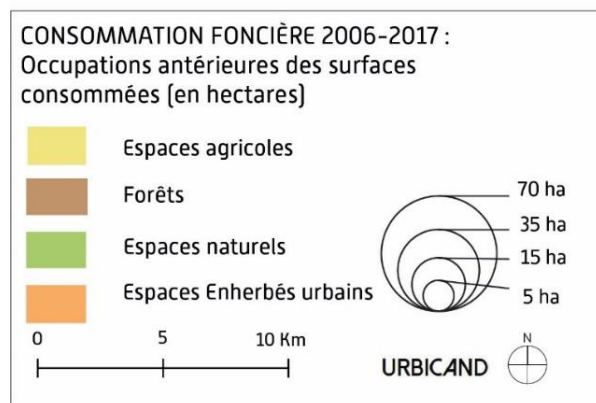 CONSOMMATION FONCIÈRE 2006-2017 :
Occupations antérieures des surfaces
consommées (en hectares)
Espaces agricoles
Forêts
Espaces naturels
Espaces Enherbés urbains
70 ha
35 ha
15 ha
5 ha
0 5 10 Km
URBICAND
N